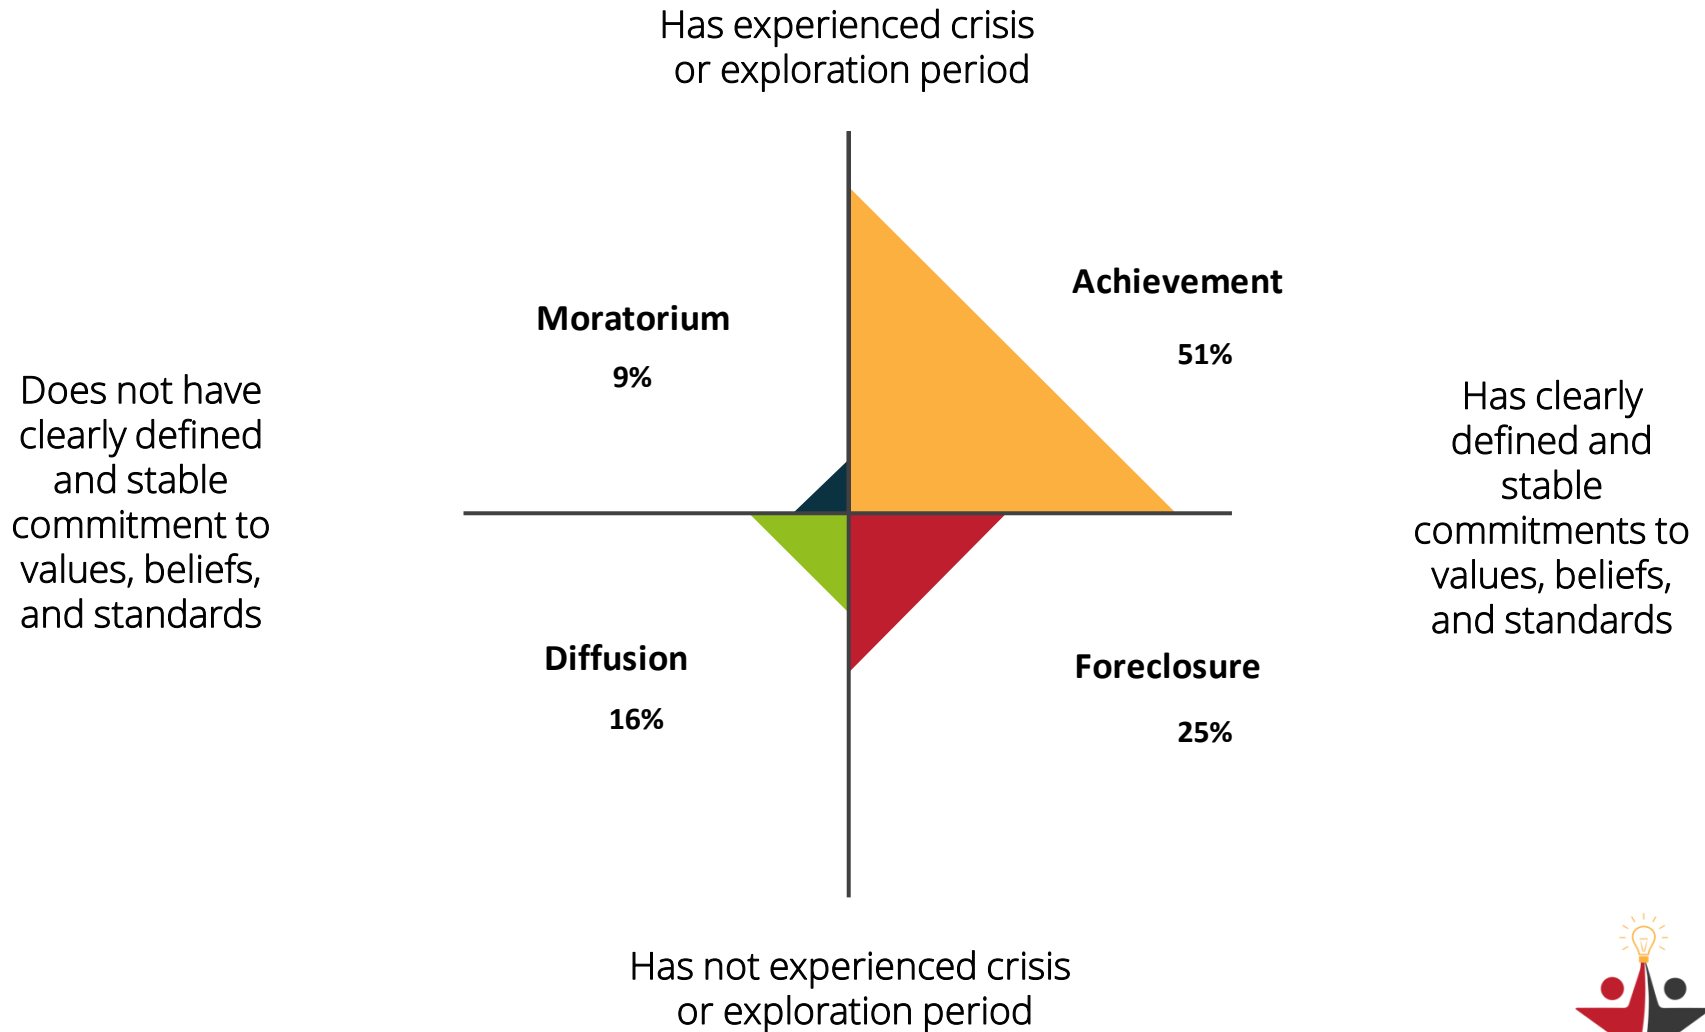 Has experienced crisis
or exploration period
Achievement
51%
Moratorium
9%
Does not have
clearly defined
and stable
commitment to
values, beliefs,
and standards
Has clearly
defined and
stable
commitments to
values, beliefs,
and standards
Diffusion
16%
Foreclosure
25%
Has not experienced crisis
or exploration period